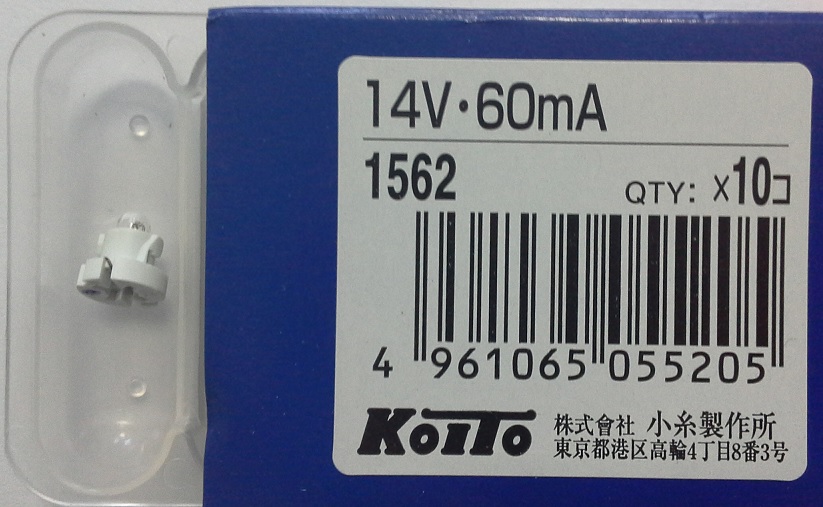 14V・60mA
1562 QTY: X10コ
4 961065 055205
KOITO 株式會社 小糸製作所
東京都港区高輪4丁目8番3号